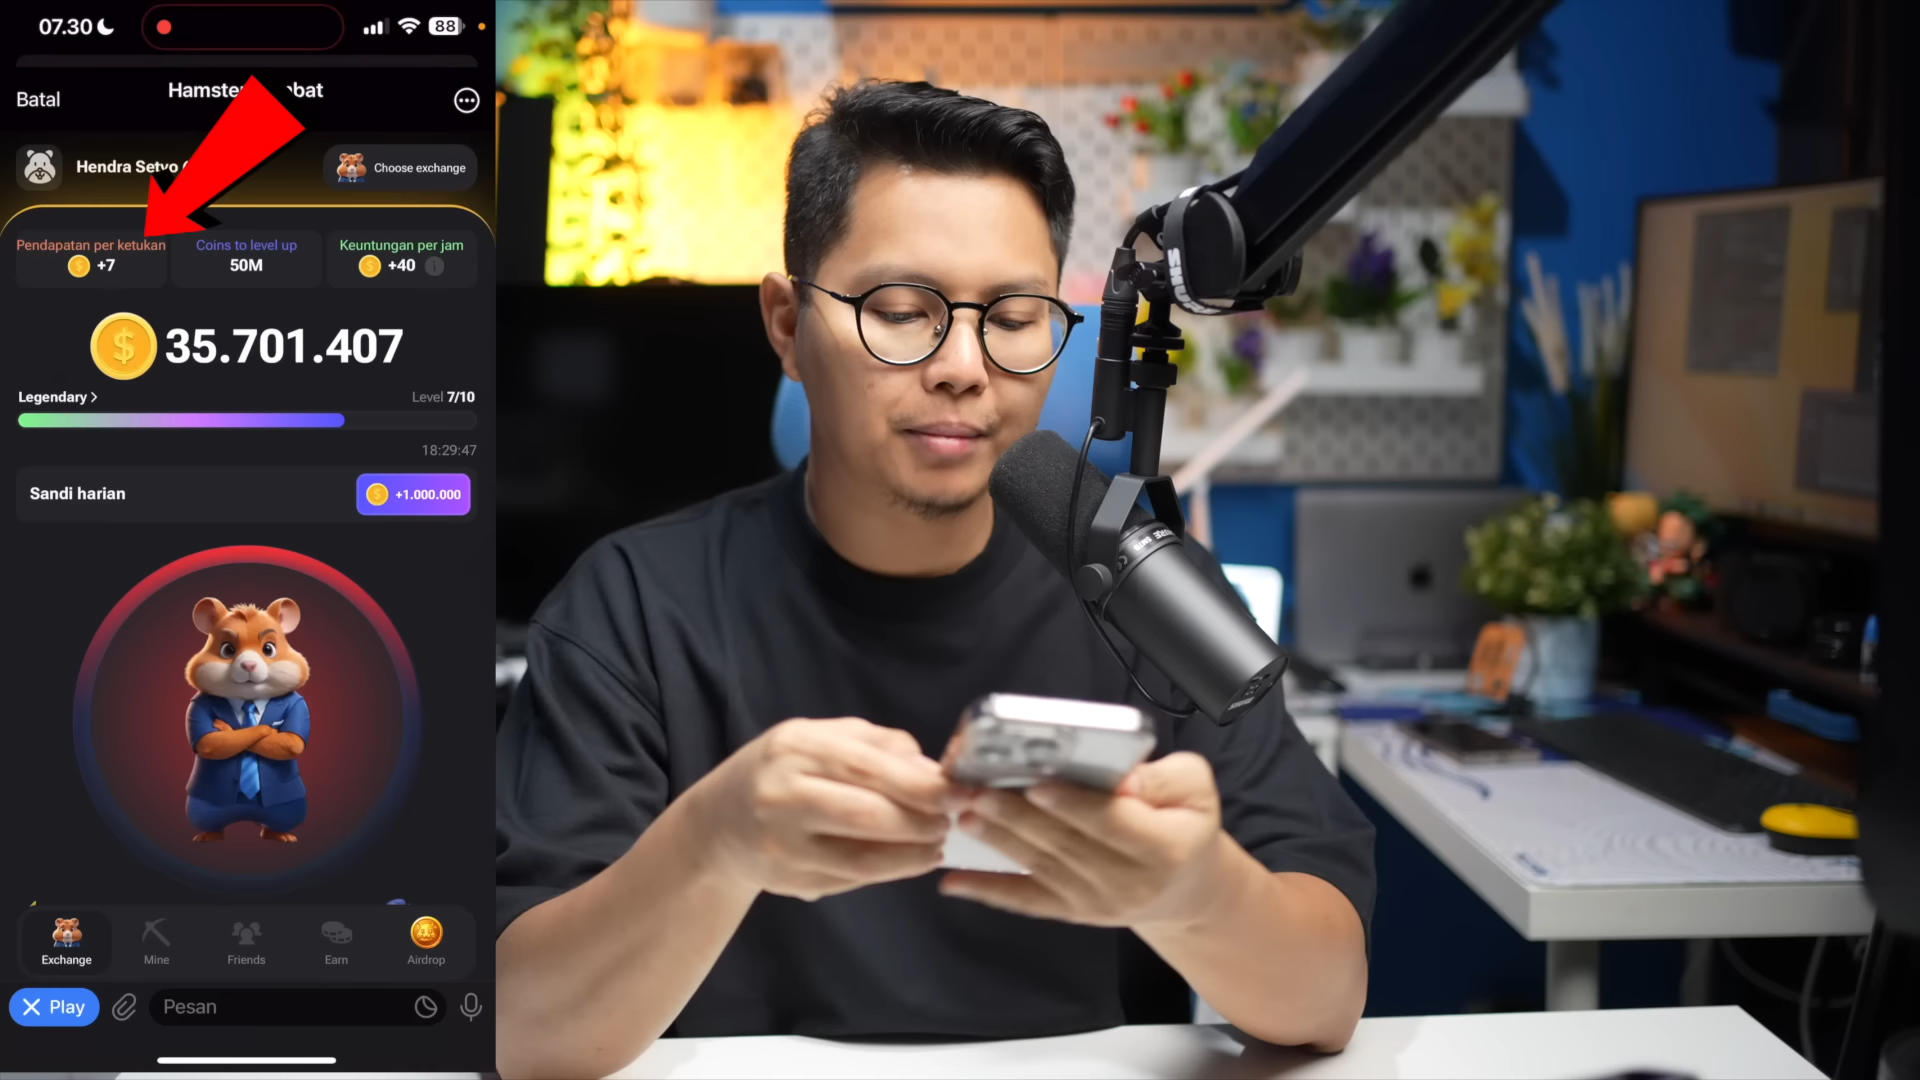 07.30
88
Batal
Hendra Setyo
Choose exchange
Pendapatan per ketukan
+7
Coins to level up
50M
Keuntungan per jam
+40
35.701.407
Legendary >
Level 7/10
18:29:47
Sandi harian
+1.000.000
Exchange
Mine
Friends
Earn
Airdrop
Play
Pesan
SHURE SM7B